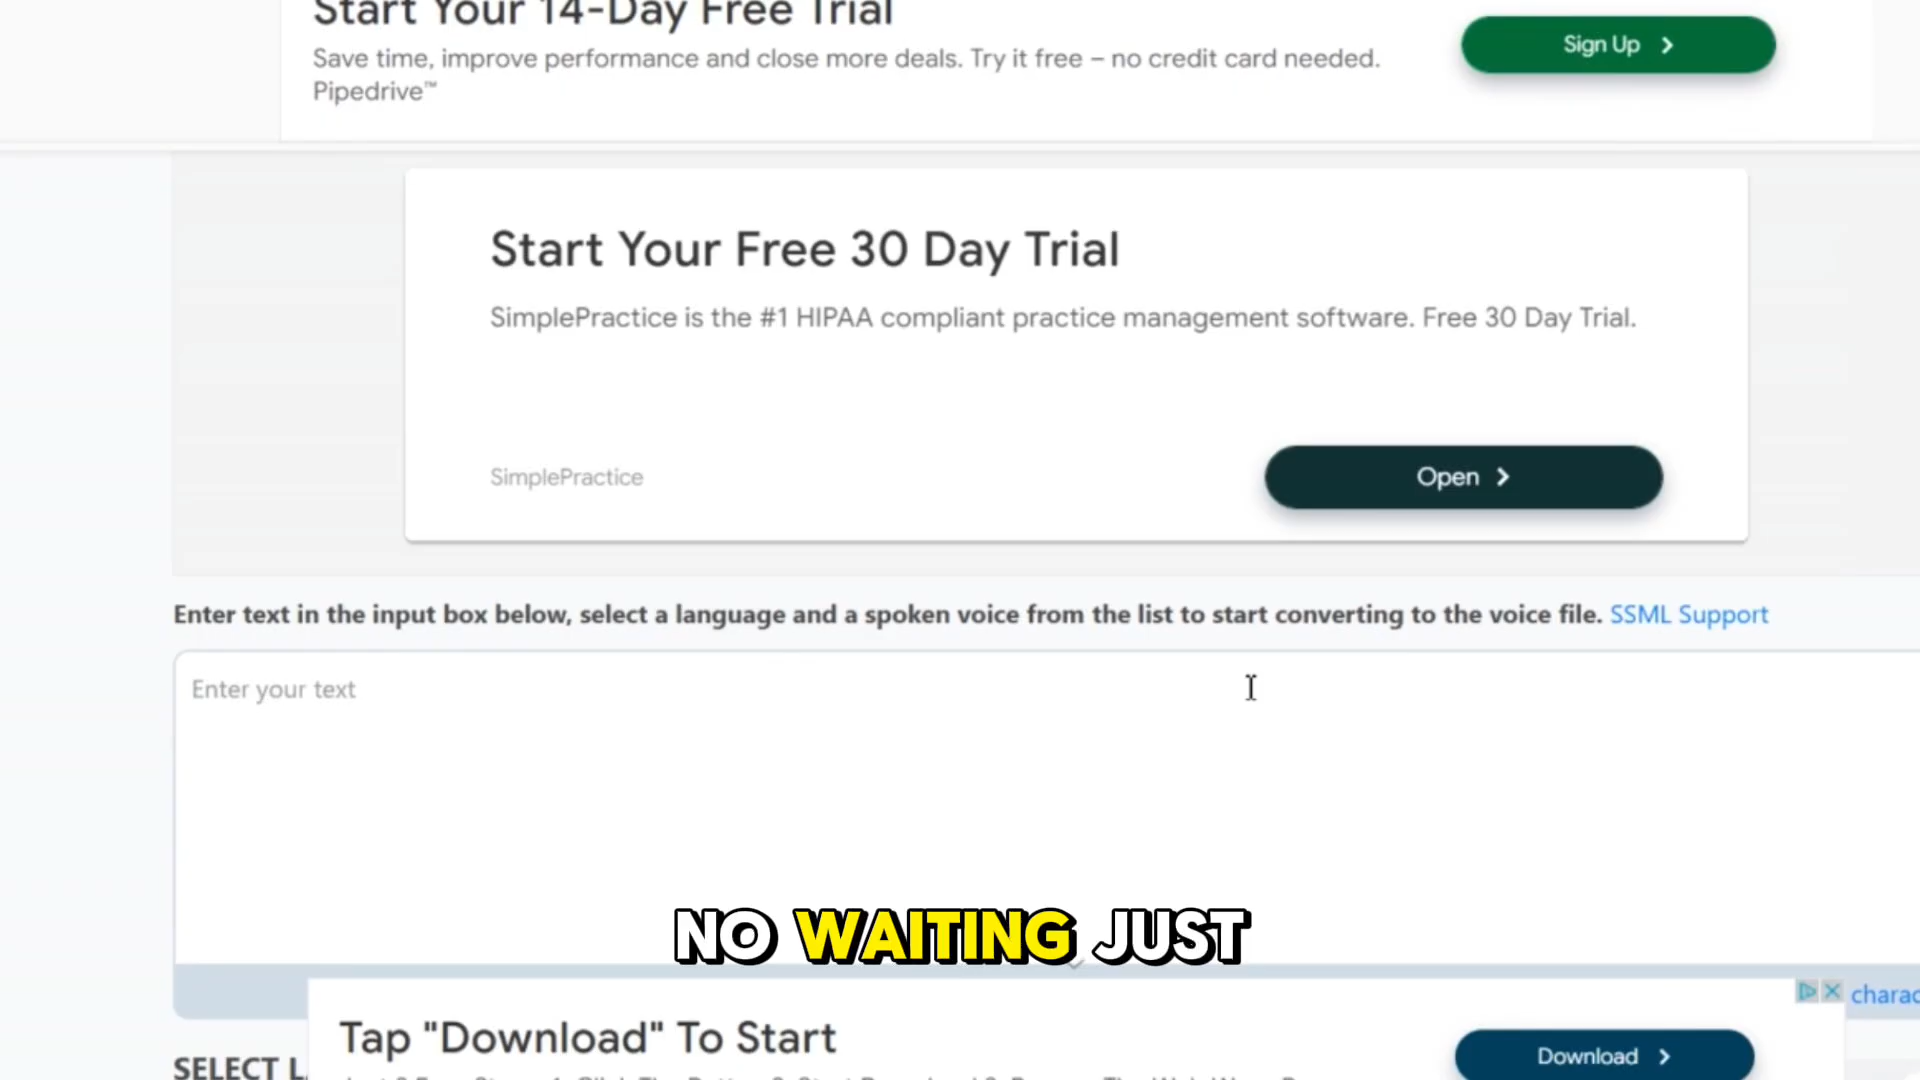 Start Your 14-Day Free Trial
Save time, improve performance and close more deals. Try it free – no credit card needed.
Pipedrive™
Sign Up
Start Your Free 30 Day Trial
SimplePractice is the #1 HIPAA compliant practice management software. Free 30 Day Trial.
SimplePractice
Open
Enter text in the input box below, select a language and a spoken voice from the list to start converting to the voice file. SSML Support
Enter your text
NO WAITING JUST
Tap "Download" To Start
Download
SELECT